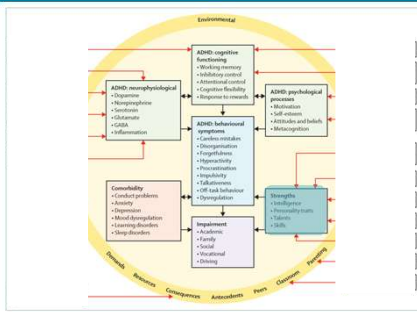 Environmental
ADHD: cognitive
functioning
• Working memory
• Inhibitory control
• Attentional control
• Cognitive flexibility
• Response to rewards
ADHD: neurophysiological
• Dopamine
• Norepinephrine
• Serotonin
• Glutamate
• GABA
• Inflammation
ADHD: psychological
processes
• Motivation
• Self-esteem
• Attitudes and beliefs
• Metacognition
ADHD: behavioural
symptoms
• Careless mistakes
• Disorganisation
• Forgetfulness
• Hyperactivity
• Procrastination
• Impulsivity
• Talkativeness
• Off-task behaviour
• Dysregulation
Comorbidity
• Conduct problems
• Anxiety
• Depression
• Mood dysregulation
• Learning disorders
• Sleep disorders
Strengths
• Intelligence
• Personality traits
• Talents
• Skills
Impairment
• Academic
• Family
• Social
• Vocational
• Driving
Demands Resources Consequences Antecedents Peers Classroom Parenting